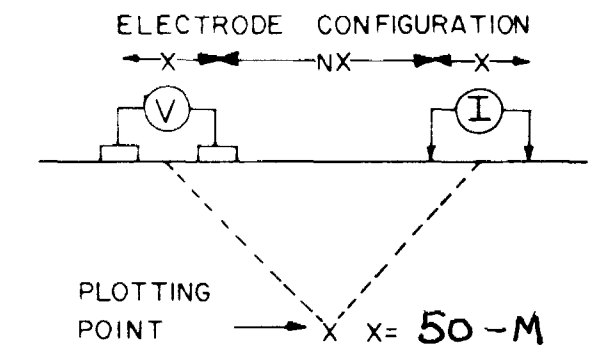 ELECTRODE CONFIGURATION
X NX X
V I
PLOTTING
POINT X X= 50-M